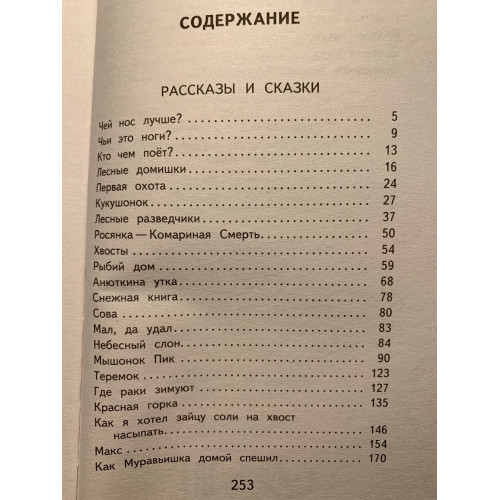 СОДЕРЖАНИЕ
РАССКАЗЫ И СКАЗКИ
Чей нос лучше? 5
Чьи это ноги? 9
Кто чем поёт? 13
Лесные домишки 16
Первая охота 24
Кукушонок 27
Лесные разведчики 37
Росянка — Комариная Смерть 50
Хвосты 54
Рыбий дом 59
Анюткина утка 68
Снежная книга 78
Сова 80
Мал, да удал 83
Небесный слон 84
Мышонок Пик 90
Теремок 123
Где раки зимуют 127
Красная горка 135
Как я хотел зайцу соли на хвост
насыпать 146
Макс 154
Как Муравьишка домой спешил 170
253